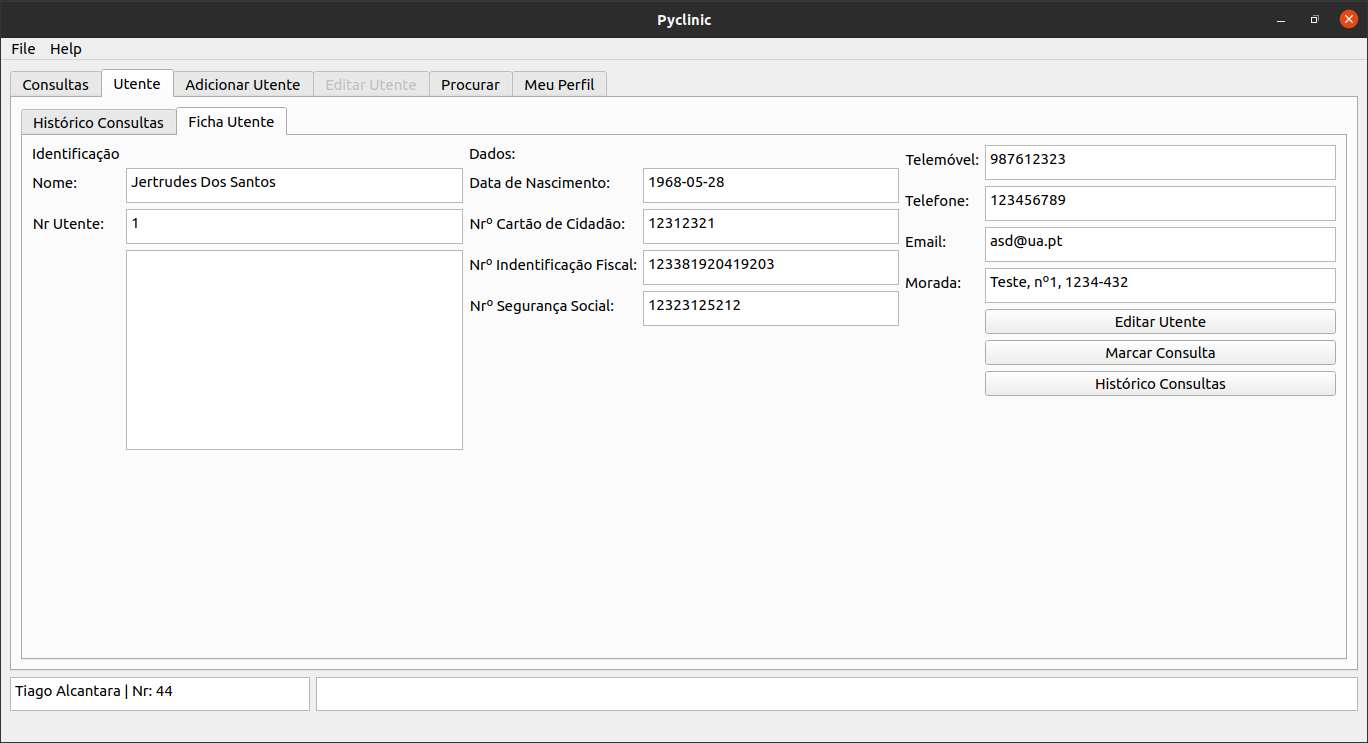 Pyclinic
File Help
Consultas Utente Adicionar Utente Editar Utente Procurar Meu Perfil
Histórico Consultas Ficha Utente
Identificação
Nome: Jertrudes Dos Santos
Nr Utente: 1
Dados:
Data de Nascimento: 1968-05-28
Nrº Cartão de Cidadão: 12312321
Nrº Indentificação Fiscal: 123381920419203
Nrº Segurança Social: 12323125212
Telemóvel: 987612323
Telefone: 123456789
Email: asd@ua.pt
Morada: Teste, nº1, 1234-432
Editar Utente
Marcar Consulta
Histórico Consultas
Tiago Alcantara | Nr: 44